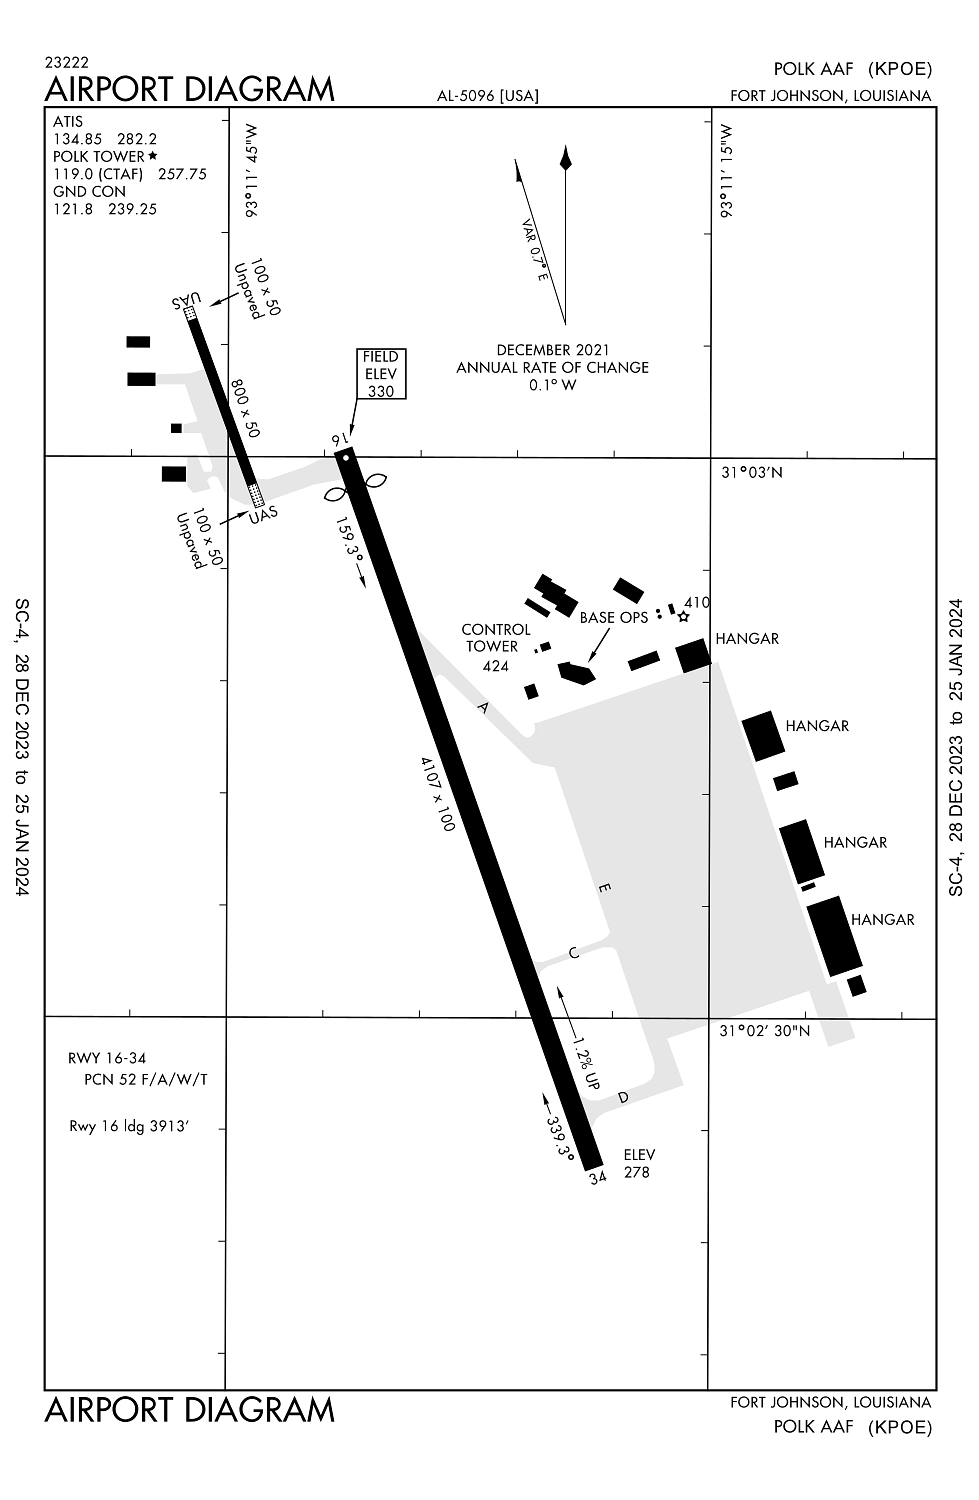 23222
AIRPORT DIAGRAM
AL-5096 [USA]
POLK AAF (KPOE)
FORT JOHNSON, LOUISIANA
ATIS
134.85 282.2
POLK TOWER★
119.0 (CTAF) 257.75
GND CON
121.8 239.25
93°11' 45"W
93°11' 15"W
VAR 0.7° E
DECEMBER 2021
ANNUAL RATE OF CHANGE
0.1° W
UAS
100 x 50
Unpaved
800 x 50
FIELD
ELEV
330
16
31°03'N
UAS
100 x 50
Unpaved
159.3°
CONTROL
TOWER
424
BASE OPS
410
HANGAR
A
HANGAR
4107 x 100
HANGAR
E
HANGAR
C
31°02' 30"N
1.2% UP
D
339.3°
RWY 16-34
PCN 52 F/A/W/T
Rwy 16 ldg 3913'
ELEV
278
34
SC-4, 28 DEC 2023 to 25 JAN 2024
SC-4, 28 DEC 2023 to 25 JAN 2024
AIRPORT DIAGRAM
FORT JOHNSON, LOUISIANA
POLK AAF (KPOE)